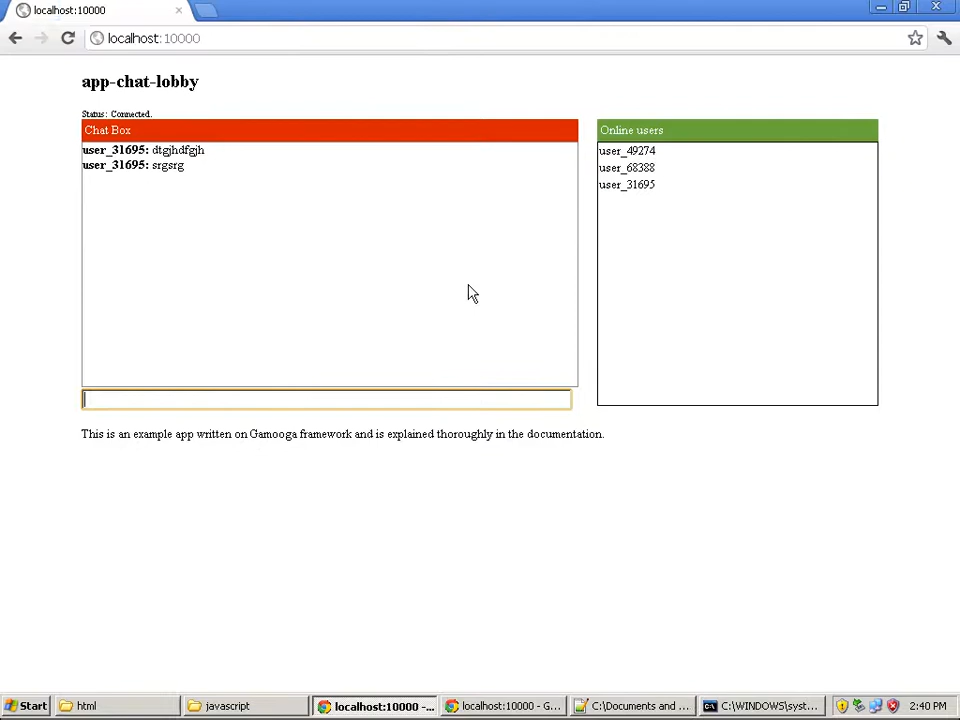 localhost:10000
localhost:10000
app-chat-lobby
Status: Connected.
Chat Box
Online users
user_31695: dtgjhdfgjh
user_31695: srgsrg
user_49274
user_68388
user_31695
This is an example app written on Gamooga framework and is explained thoroughly in the documentation.
Start
html
javascript
localhost:10000 -...
localhost:10000 - G...
C:\Documents and ...
C:\WINDOWS\syst...
2:40 PM